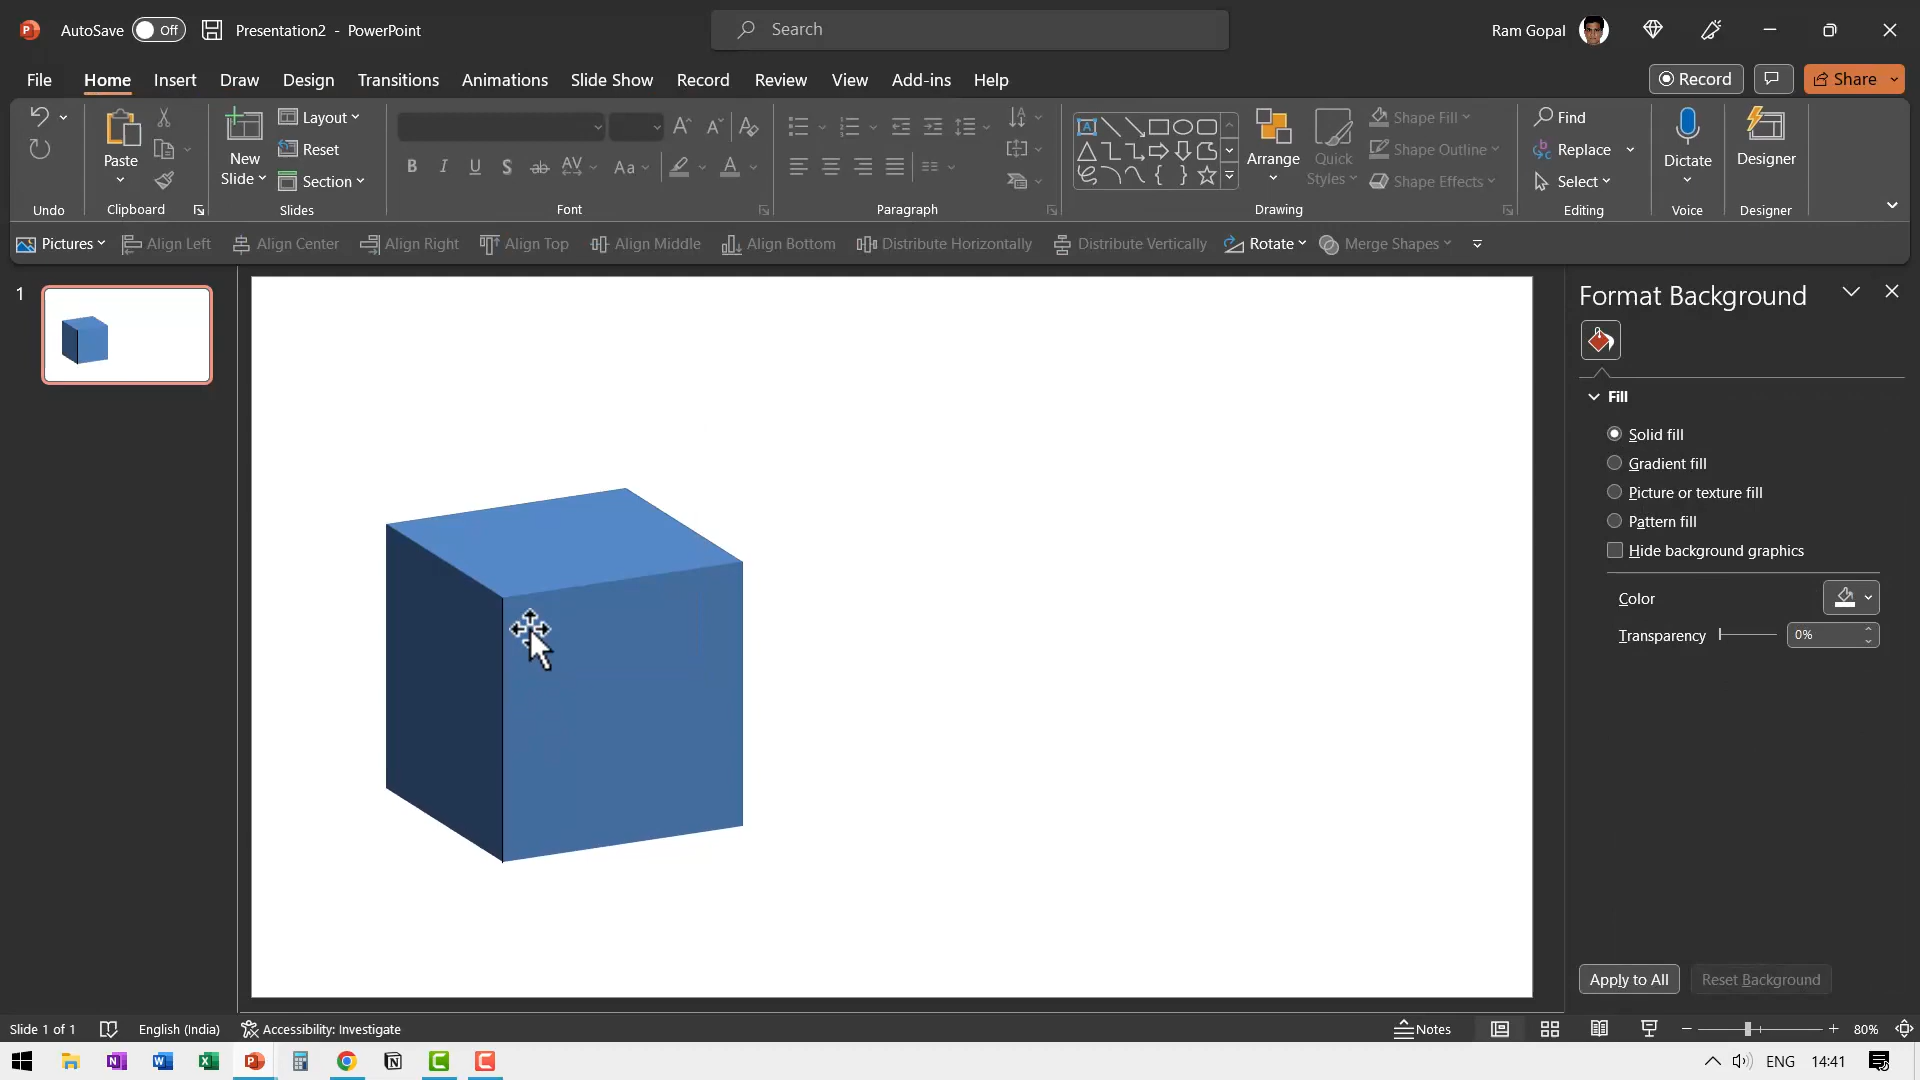 AutoSave Off Presentation2 - PowerPoint Search Ram Gopal
File Home Insert Draw Design Transitions Animations Slide Show Record Review View Add-ins Help Record Share
Paste
New Slide
Layout
Reset
Section
B I U S ab AV Aa A
Arrange
Quick Styles
Shape Fill
Shape Outline
Shape Effects
Find
Replace
Select
Dictate
Designer
Undo Clipboard Slides Font Paragraph Drawing Editing Voice Designer
Pictures Align Left Align Center Align Right Align Top Align Middle Align Bottom Distribute Horizontally Distribute Vertically Rotate Merge Shapes
1
Format Background
Fill
Solid fill
Gradient fill
Picture or texture fill
Pattern fill
Hide background graphics
Color
Transparency 0%
Apply to All Reset Background
Slide 1 of 1 English (India) Accessibility: Investigate Notes 80%
ENG 14:41